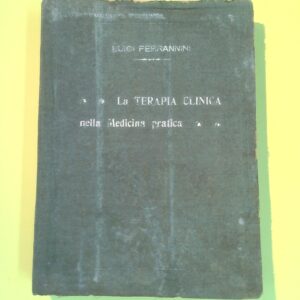 LUIGI FERRANNINI
La TERAPIA CLINICA
nella Medicina pratica